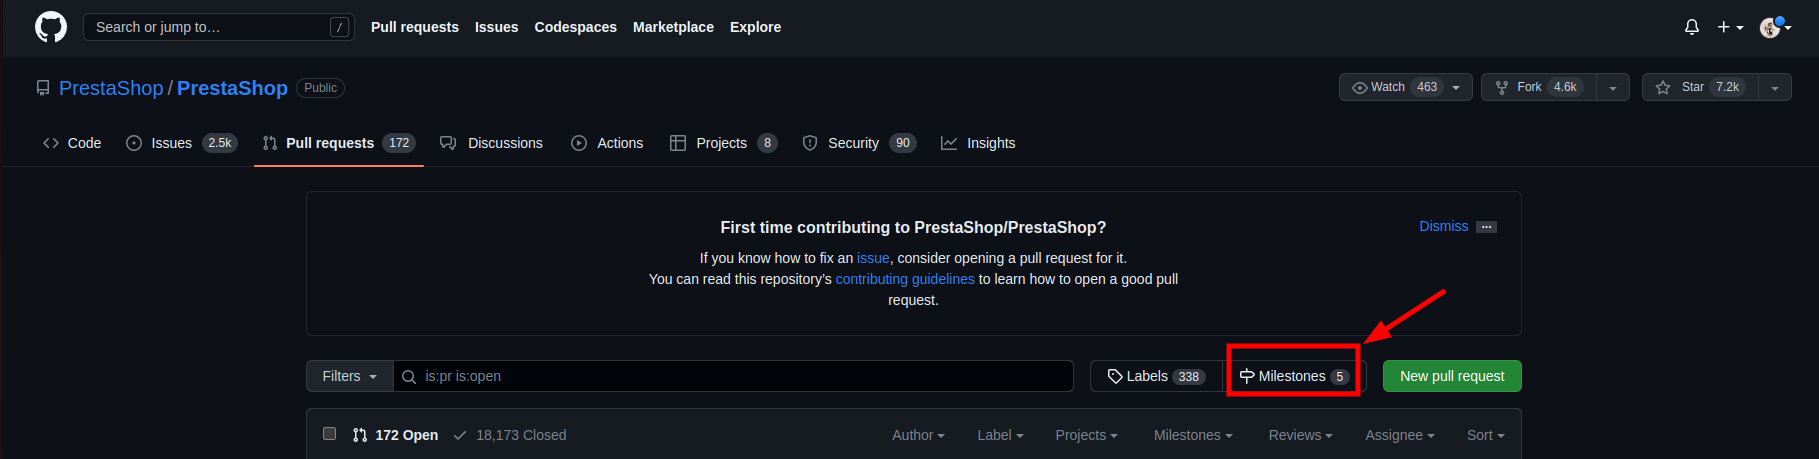 Search or jump to… / Pull requests Issues Codespaces Marketplace Explore
PrestaShop / PrestaShop Public Watch 463 Fork 4.6k Star 7.2k
Code Issues 2.5k Pull requests 172 Discussions Actions Projects 8 Security 90 Insights
First time contributing to PrestaShop/PrestaShop? Dismiss ...
If you know how to fix an issue, consider opening a pull request for it.
You can read this repository's contributing guidelines to learn how to open a good pull
request.
Filters is:pr is:open Labels 338 Milestones 5 New pull request
172 Open 18,173 Closed Author Label Projects Milestones Reviews Assignee Sort